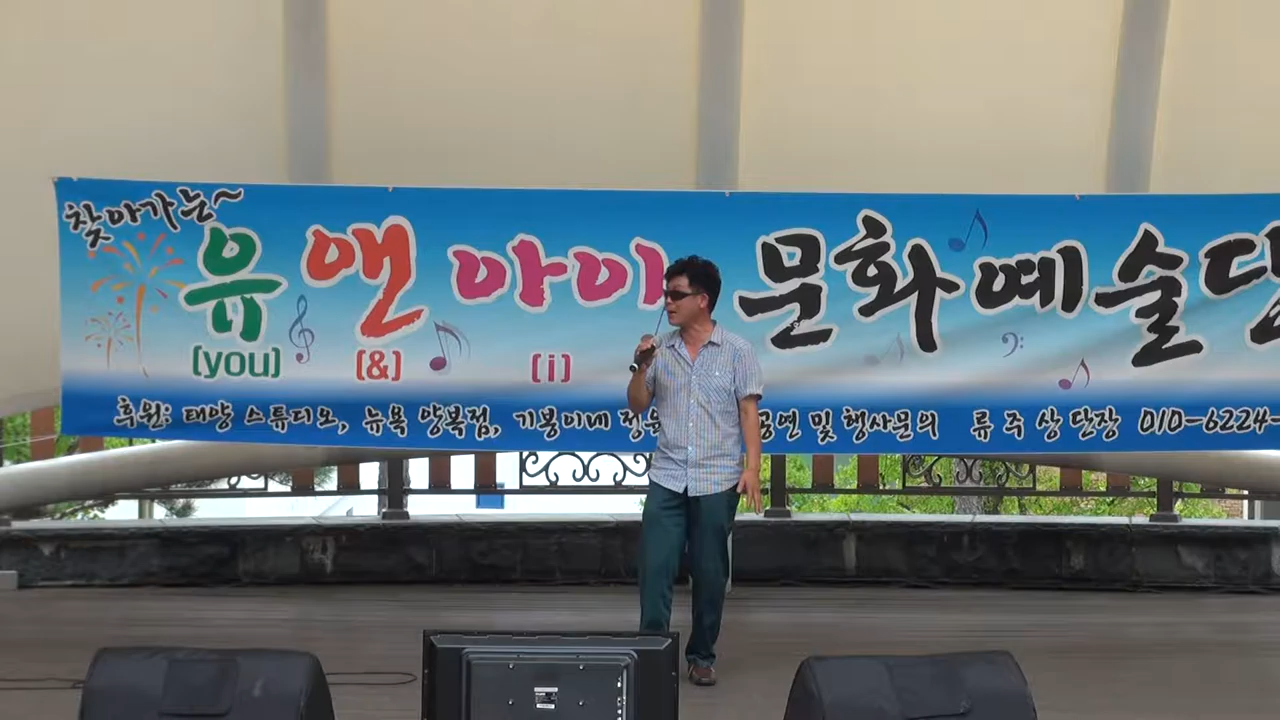 찾아가는~
유 앤 아이 문화예술단
(you) (&) (i)
후원: 태양 스튜디오, 뉴욕 양복점, 기봉이네 공연 및 행사문의 류주상 단장 010-6224-